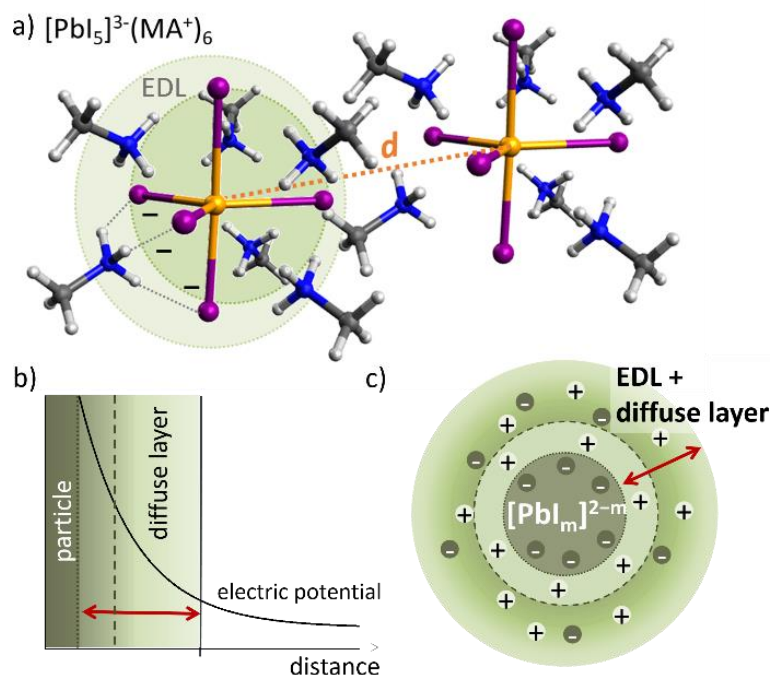 a) [PbI₅]³⁻(MA⁺)₆
EDL
d
−
−
−
b)
particle
diffuse layer
electric potential
distance
c)
EDL +
diffuse layer
[PbIₘ]²⁻ᵐ
+
+
−
−
+
+
−
+
+
−
−
−
−
+
+
+
+
−
−
−
−
−
−
+
+
+
+
+
+
−